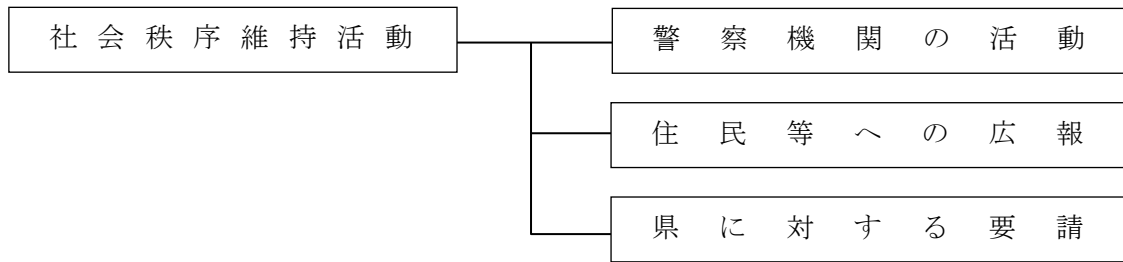 社会秩序維持活動
警察機関の活動
住民等への広報
県に対する要請